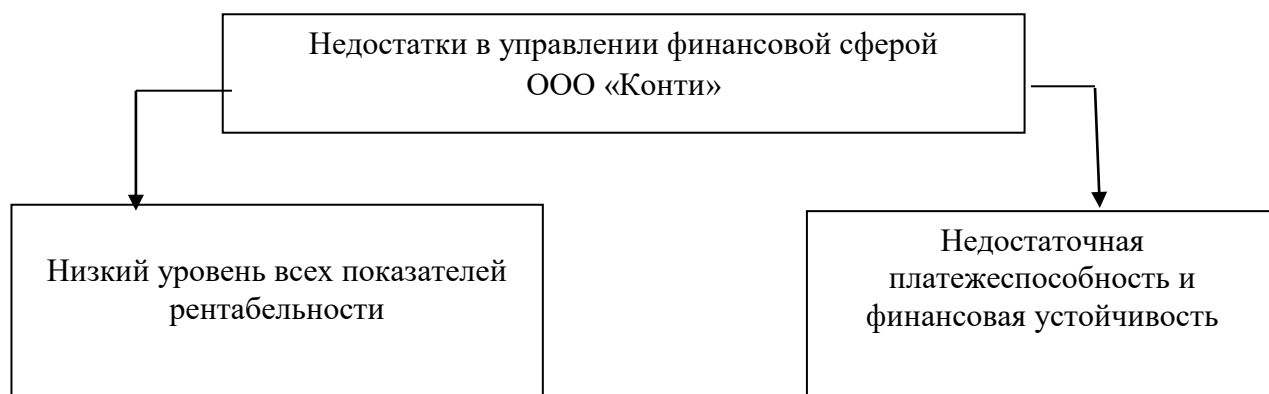 Недостатки в управлении финансовой сферой
ООО «Конти»
Низкий уровень всех показателей
рентабельности
Недостаточная
платежеспособность и
финансовая устойчивость